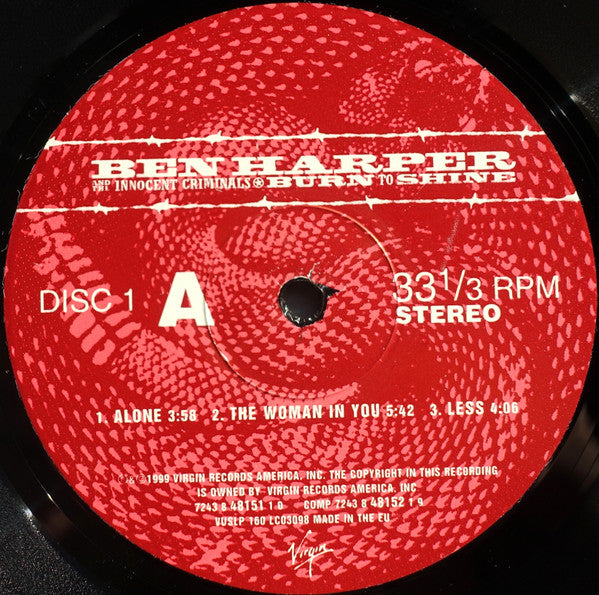 BEN HARPER
AND THE INNOCENT CRIMINALS BURN TO SHINE
DISC 1 A 33 1/3 RPM
STEREO
1. ALONE 3:58 2. THE WOMAN IN YOU 5:42 3. LESS 4:06
℗&©1999 VIRGIN RECORDS AMERICA, INC. THE COPYRIGHT IN THIS RECORDING
IS OWNED BY VIRGIN RECORDS AMERICA, INC
7243 8 48151 1 0 COMP 7243 8 48152 1 9
VUSLP 160 LC03098 MADE IN THE EU
Virgin